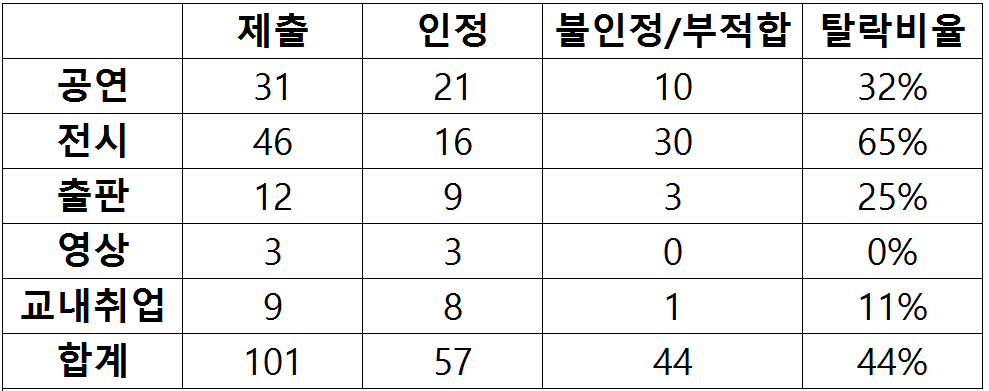 제출 인정 불인정/부적합 탈락비율
공연 31 21 10 32%
전시 46 16 30 65%
출판 12 9 3 25%
영상 3 3 0 0%
교내취업 9 8 1 11%
합계 101 57 44 44%